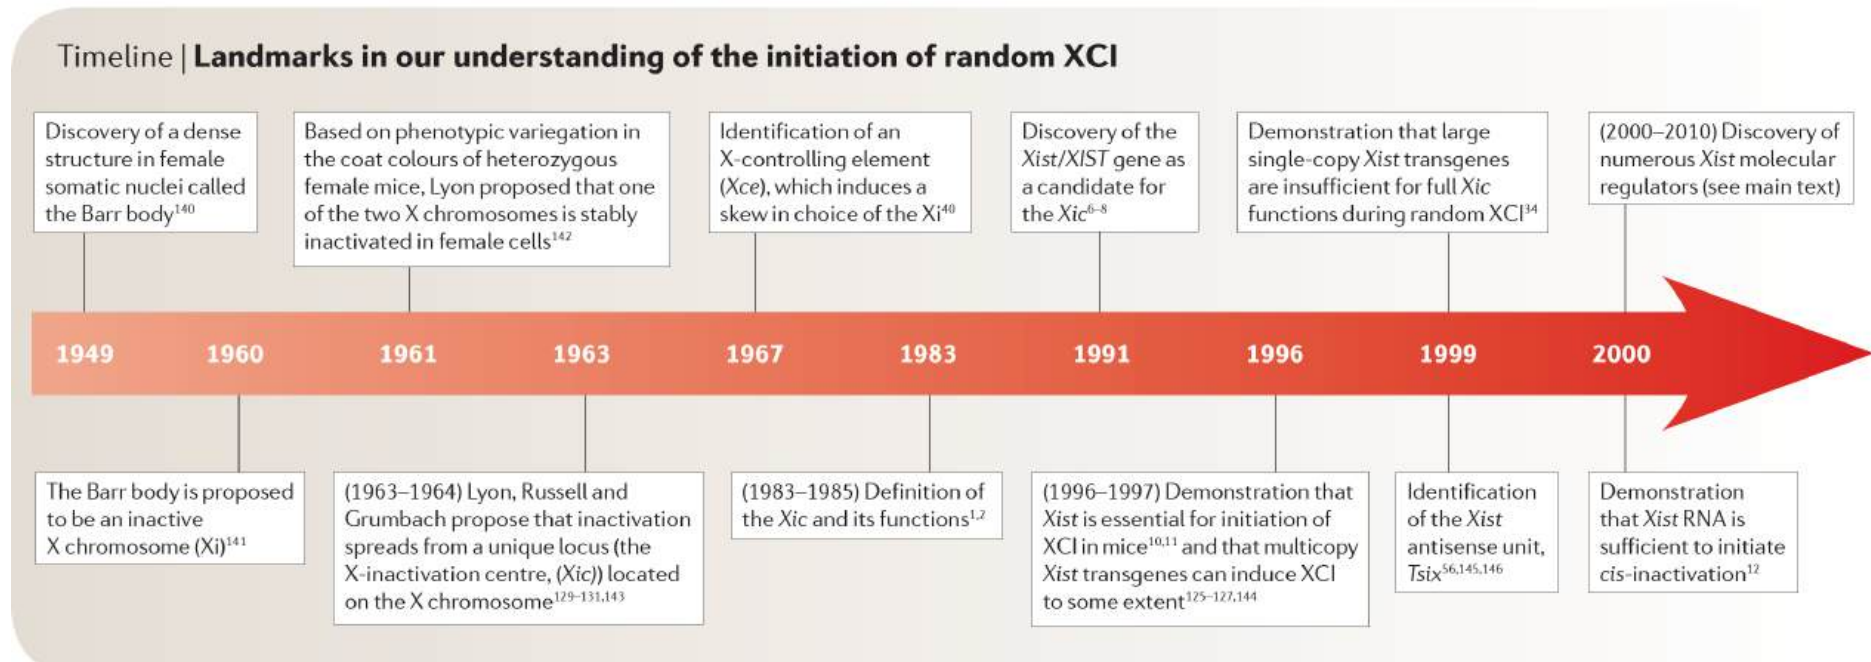 Timeline | Landmarks in our understanding of the initiation of random XCI
Discovery of a dense
structure in female
somatic nuclei called
the Barr body140
Based on phenotypic variegation in
the coat colours of heterozygous
female mice, Lyon proposed that one
of the two X chromosomes is stably
inactivated in female cells142
Identification of an
X-controlling element
(Xce), which induces a
skew in choice of the Xi40
Discovery of the
Xist/XIST gene as
a candidate for
the Xic6–8
Demonstration that large
single-copy Xist transgenes
are insufficient for full Xic
functions during random XCI34
(2000–2010) Discovery of
numerous Xist molecular
regulators (see main text)
1949 1960 1961 1963 1967 1983 1991 1996 1999 2000
The Barr body is proposed
to be an inactive
X chromosome (Xi)141
(1963–1964) Lyon, Russell and
Grumbach propose that inactivation
spreads from a unique locus (the
X-inactivation centre, (Xic)) located
on the X chromosome129–131,143
(1983–1985) Definition of
the Xic and its functions1,2
(1996–1997) Demonstration that
Xist is essential for initiation of
XCI in mice10,11 and that multicopy
Xist transgenes can induce XCI
to some extent125–127,144
Identification
of the Xist
antisense unit,
Tsix56,145,146
Demonstration
that Xist RNA is
sufficient to initiate
cis-inactivation12